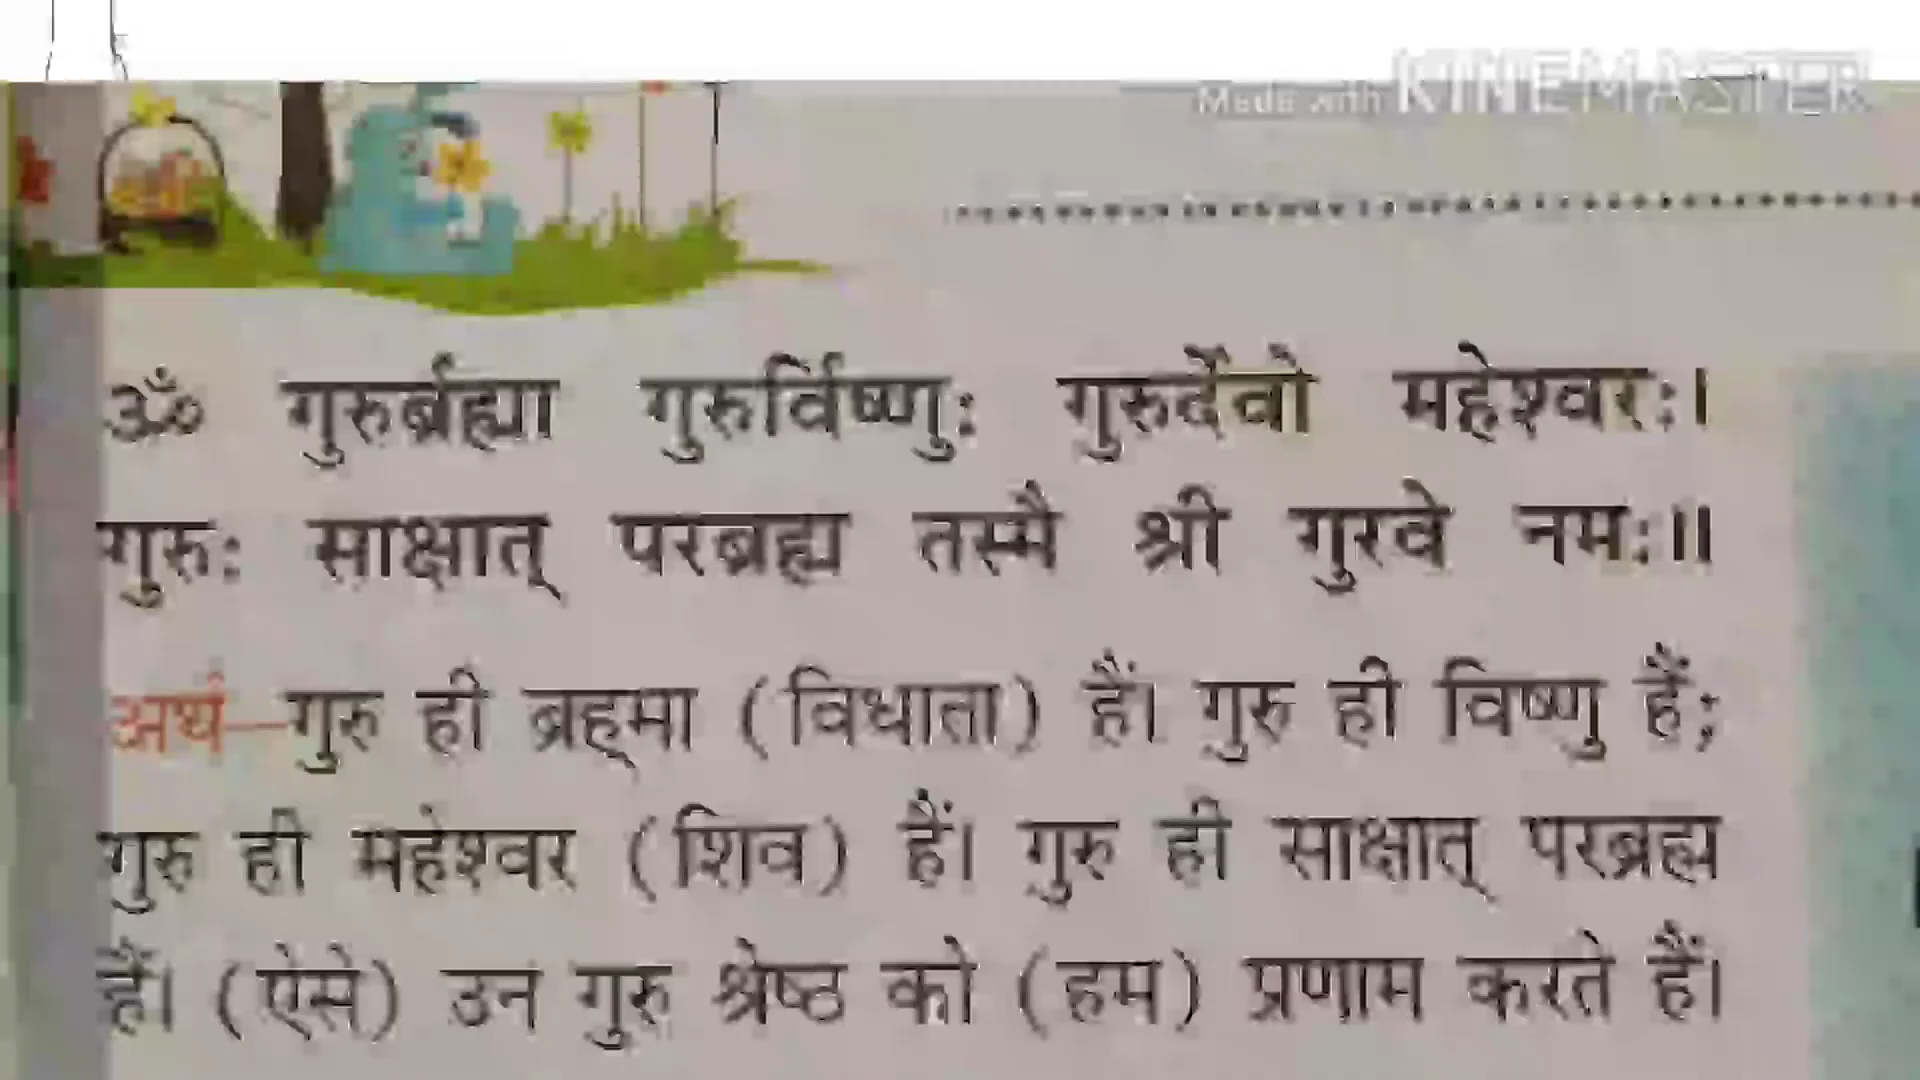 Made with KINEMASTER
ॐ गुरुर्ब्रह्मा गुरुर्विष्णुः गुरुर्देवो महेश्वरः।
गुरुः साक्षात् परब्रह्म तस्मै श्री गुरवे नमः॥
अर्थ—गुरु ही ब्रह्मा (विधाता) हैं। गुरु ही विष्णु हैं;
गुरु ही महेश्वर (शिव) हैं। गुरु ही साक्षात् परब्रह्म
हैं। (ऐसे) उन गुरु श्रेष्ठ को (हम) प्रणाम करते हैं।